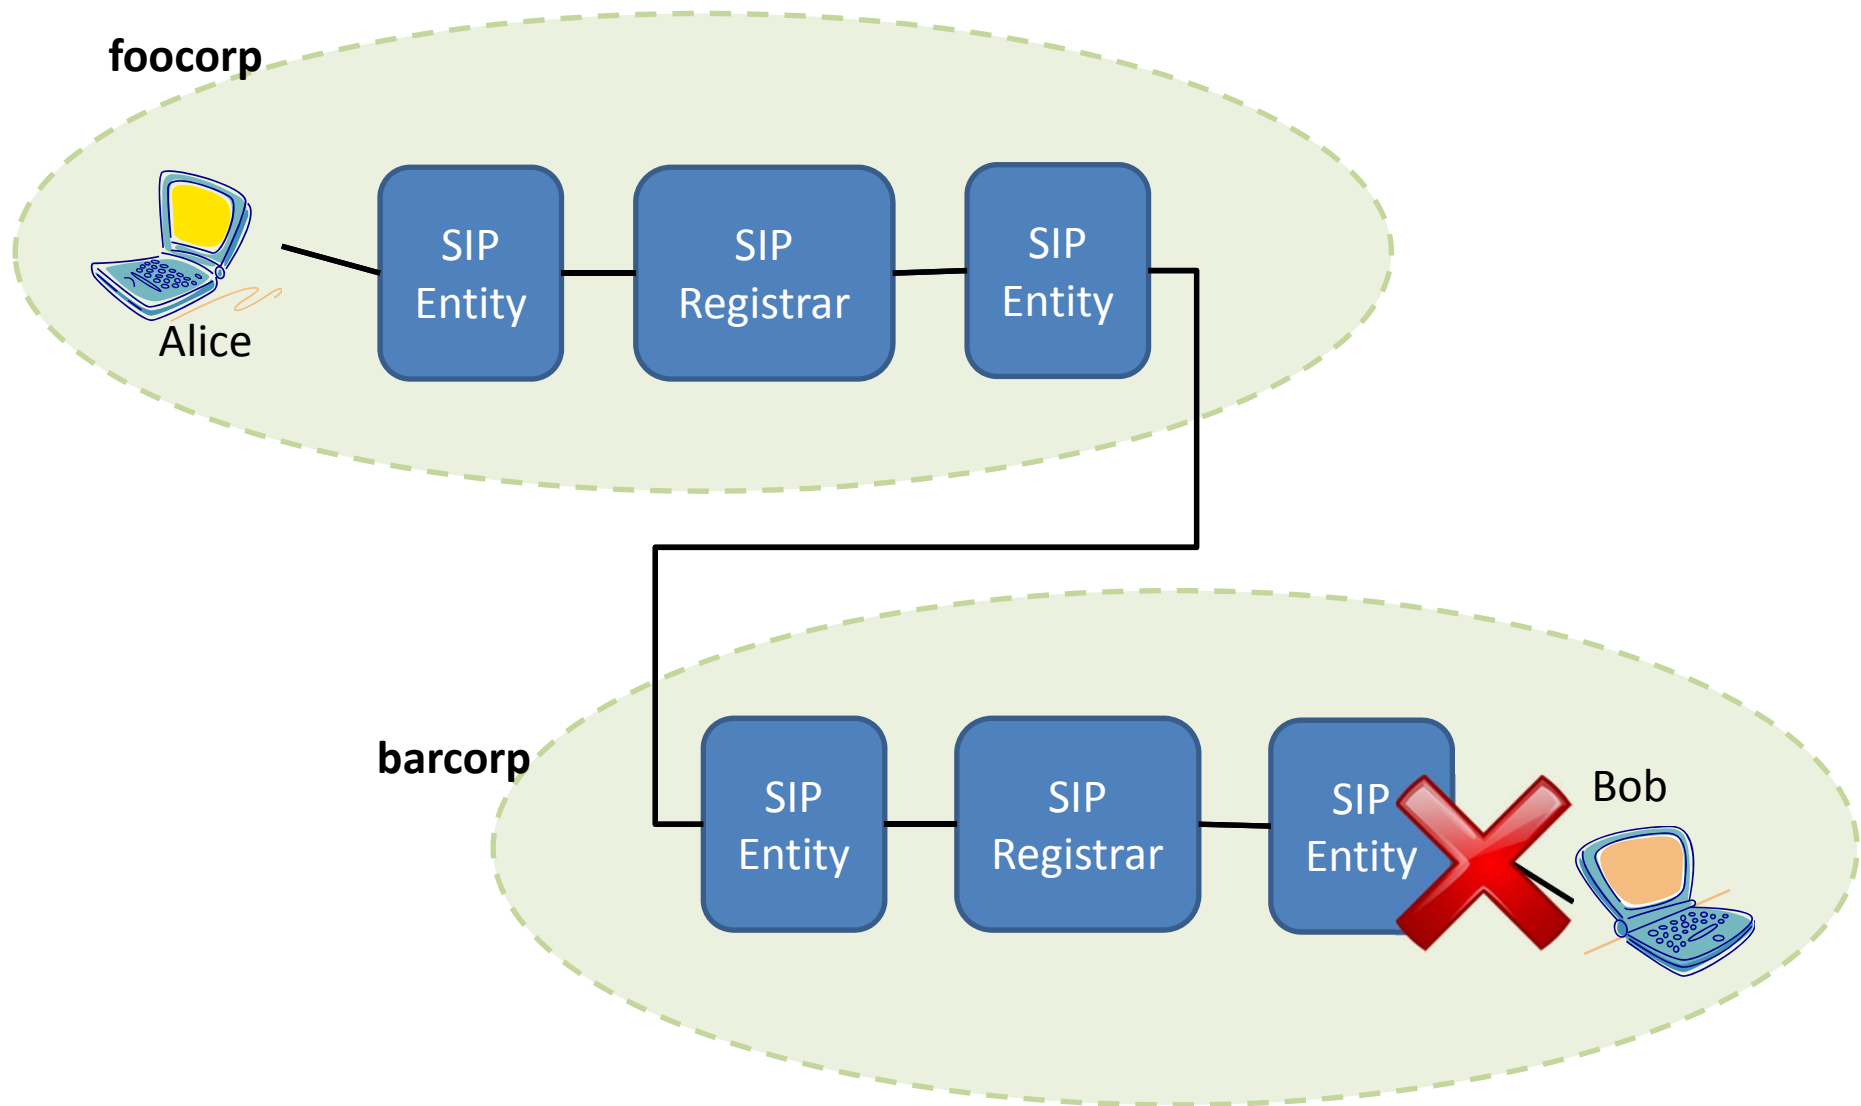 foocorp
SIP
Entity
SIP
Registrar
SIP
Entity
Alice
barcorp
SIP
Entity
SIP
Registrar
SIP
Entity
Bob